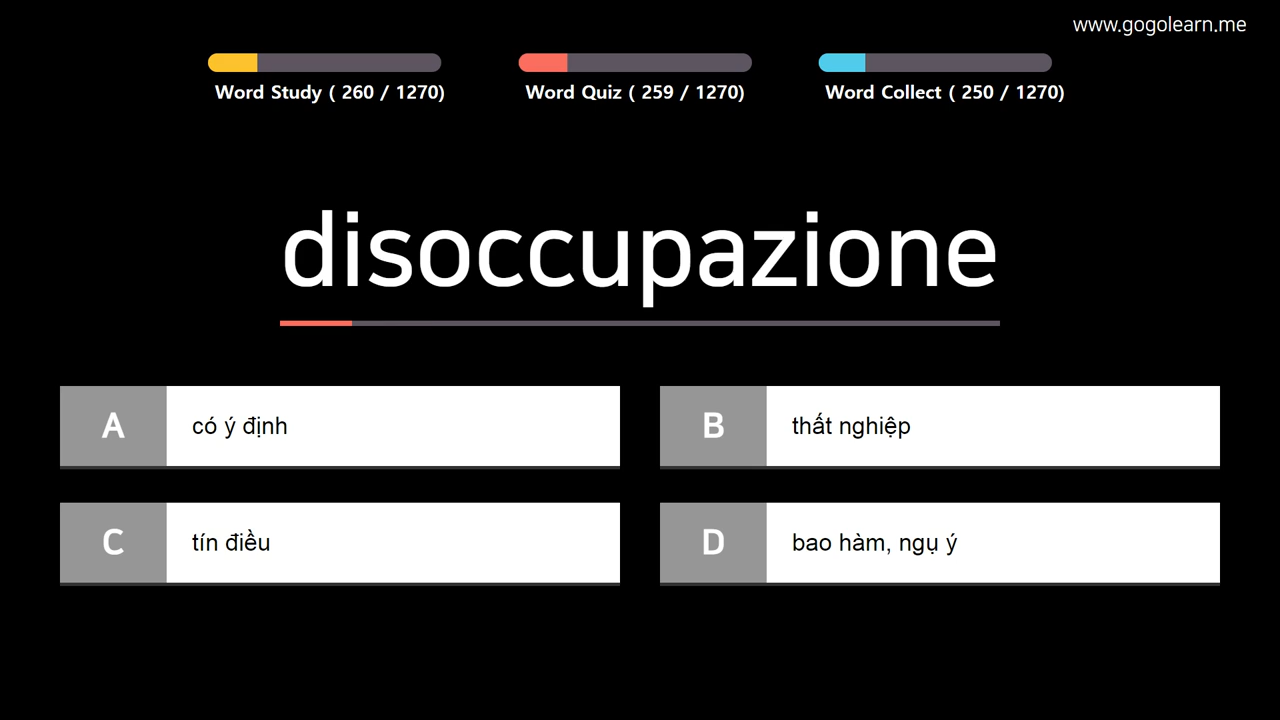 www.gogolearn.me
Word Study ( 260 / 1270)
Word Quiz ( 259 / 1270)
Word Collect ( 250 / 1270)
disoccupazione
A
có ý định
B
thất nghiệp
C
tín điều
D
bao hàm, ngụ ý